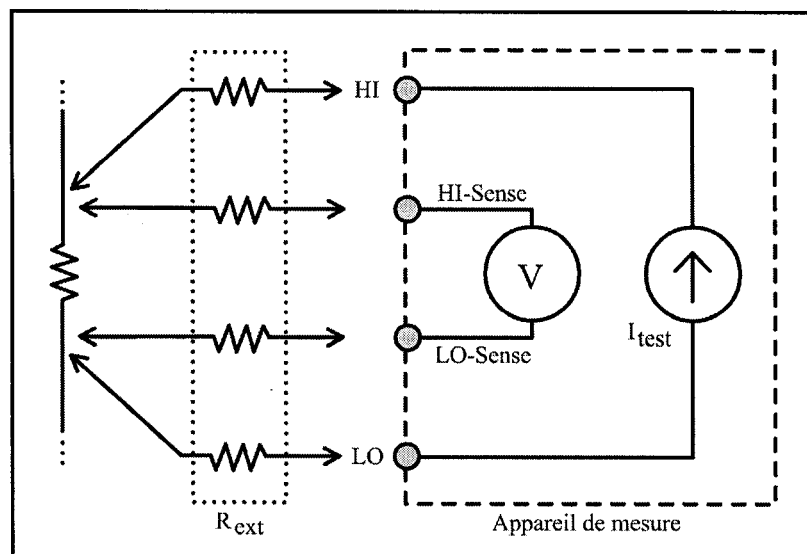 HI
HI-Sense
V
I_test
LO-Sense
LO
R_ext
Appareil de mesure